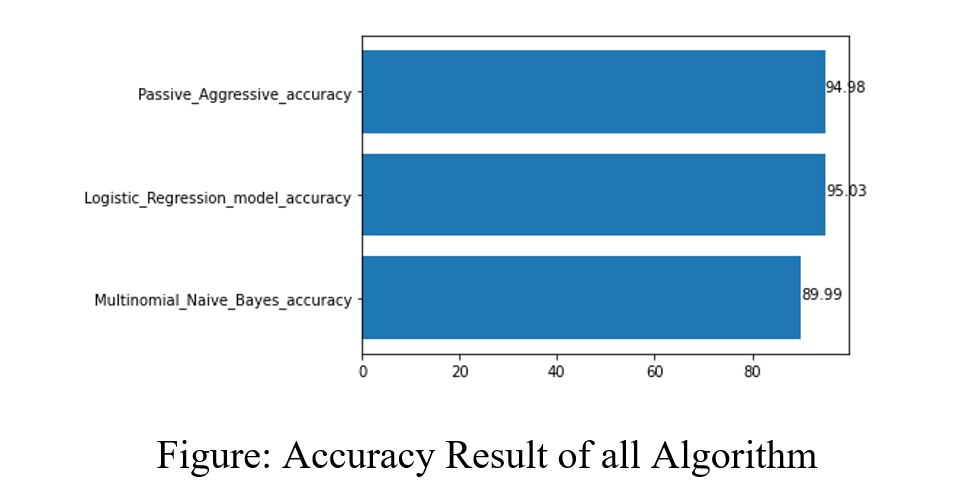 Passive_Aggressive_accuracy
94.98
Logistic_Regression_model_accuracy
95.03
Multinomial_Naive_Bayes_accuracy
89.99
0 20 40 60 80
Figure: Accuracy Result of all Algorithm